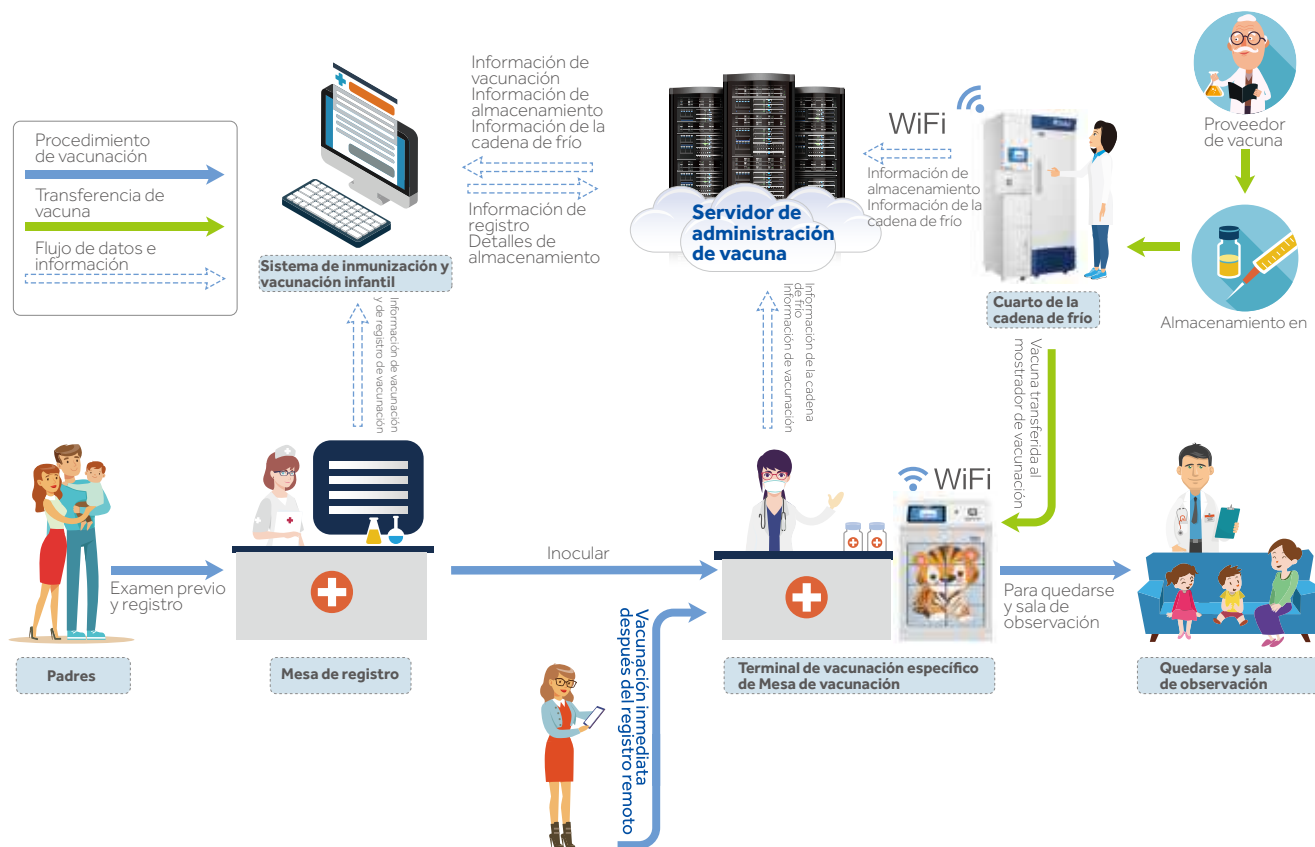 Procedimiento
de vacunación
Transferencia de
vacuna
Flujo de datos e
información
Sistema de inmunización y
vacunación infantil
Información de
vacunación
Información de
almacenamiento
Información de la
cadena de frío
Información de
registro
Detalles de
almacenamiento
Servidor de
administración
de vacuna
WiFi
Información de
almacenamiento
Información de la
cadena de frío
Cuarto de la
cadena de frío
Proveedor
de vacuna
Almacenamiento en
Información de vacunación
y de registro de vacunación
Información de la cadena
de frío
Información de vacunación
Vacuna transferida al
mostrador de vacunación
WiFi
Examen previo
y registro
Inocular
Para quedarse
y sala de
observación
Padres
Mesa de registro
Terminal de vacunación específico
de Mesa de vacunación
Quedarse y sala
de observación
Vacunación inmediata
después del registro remoto